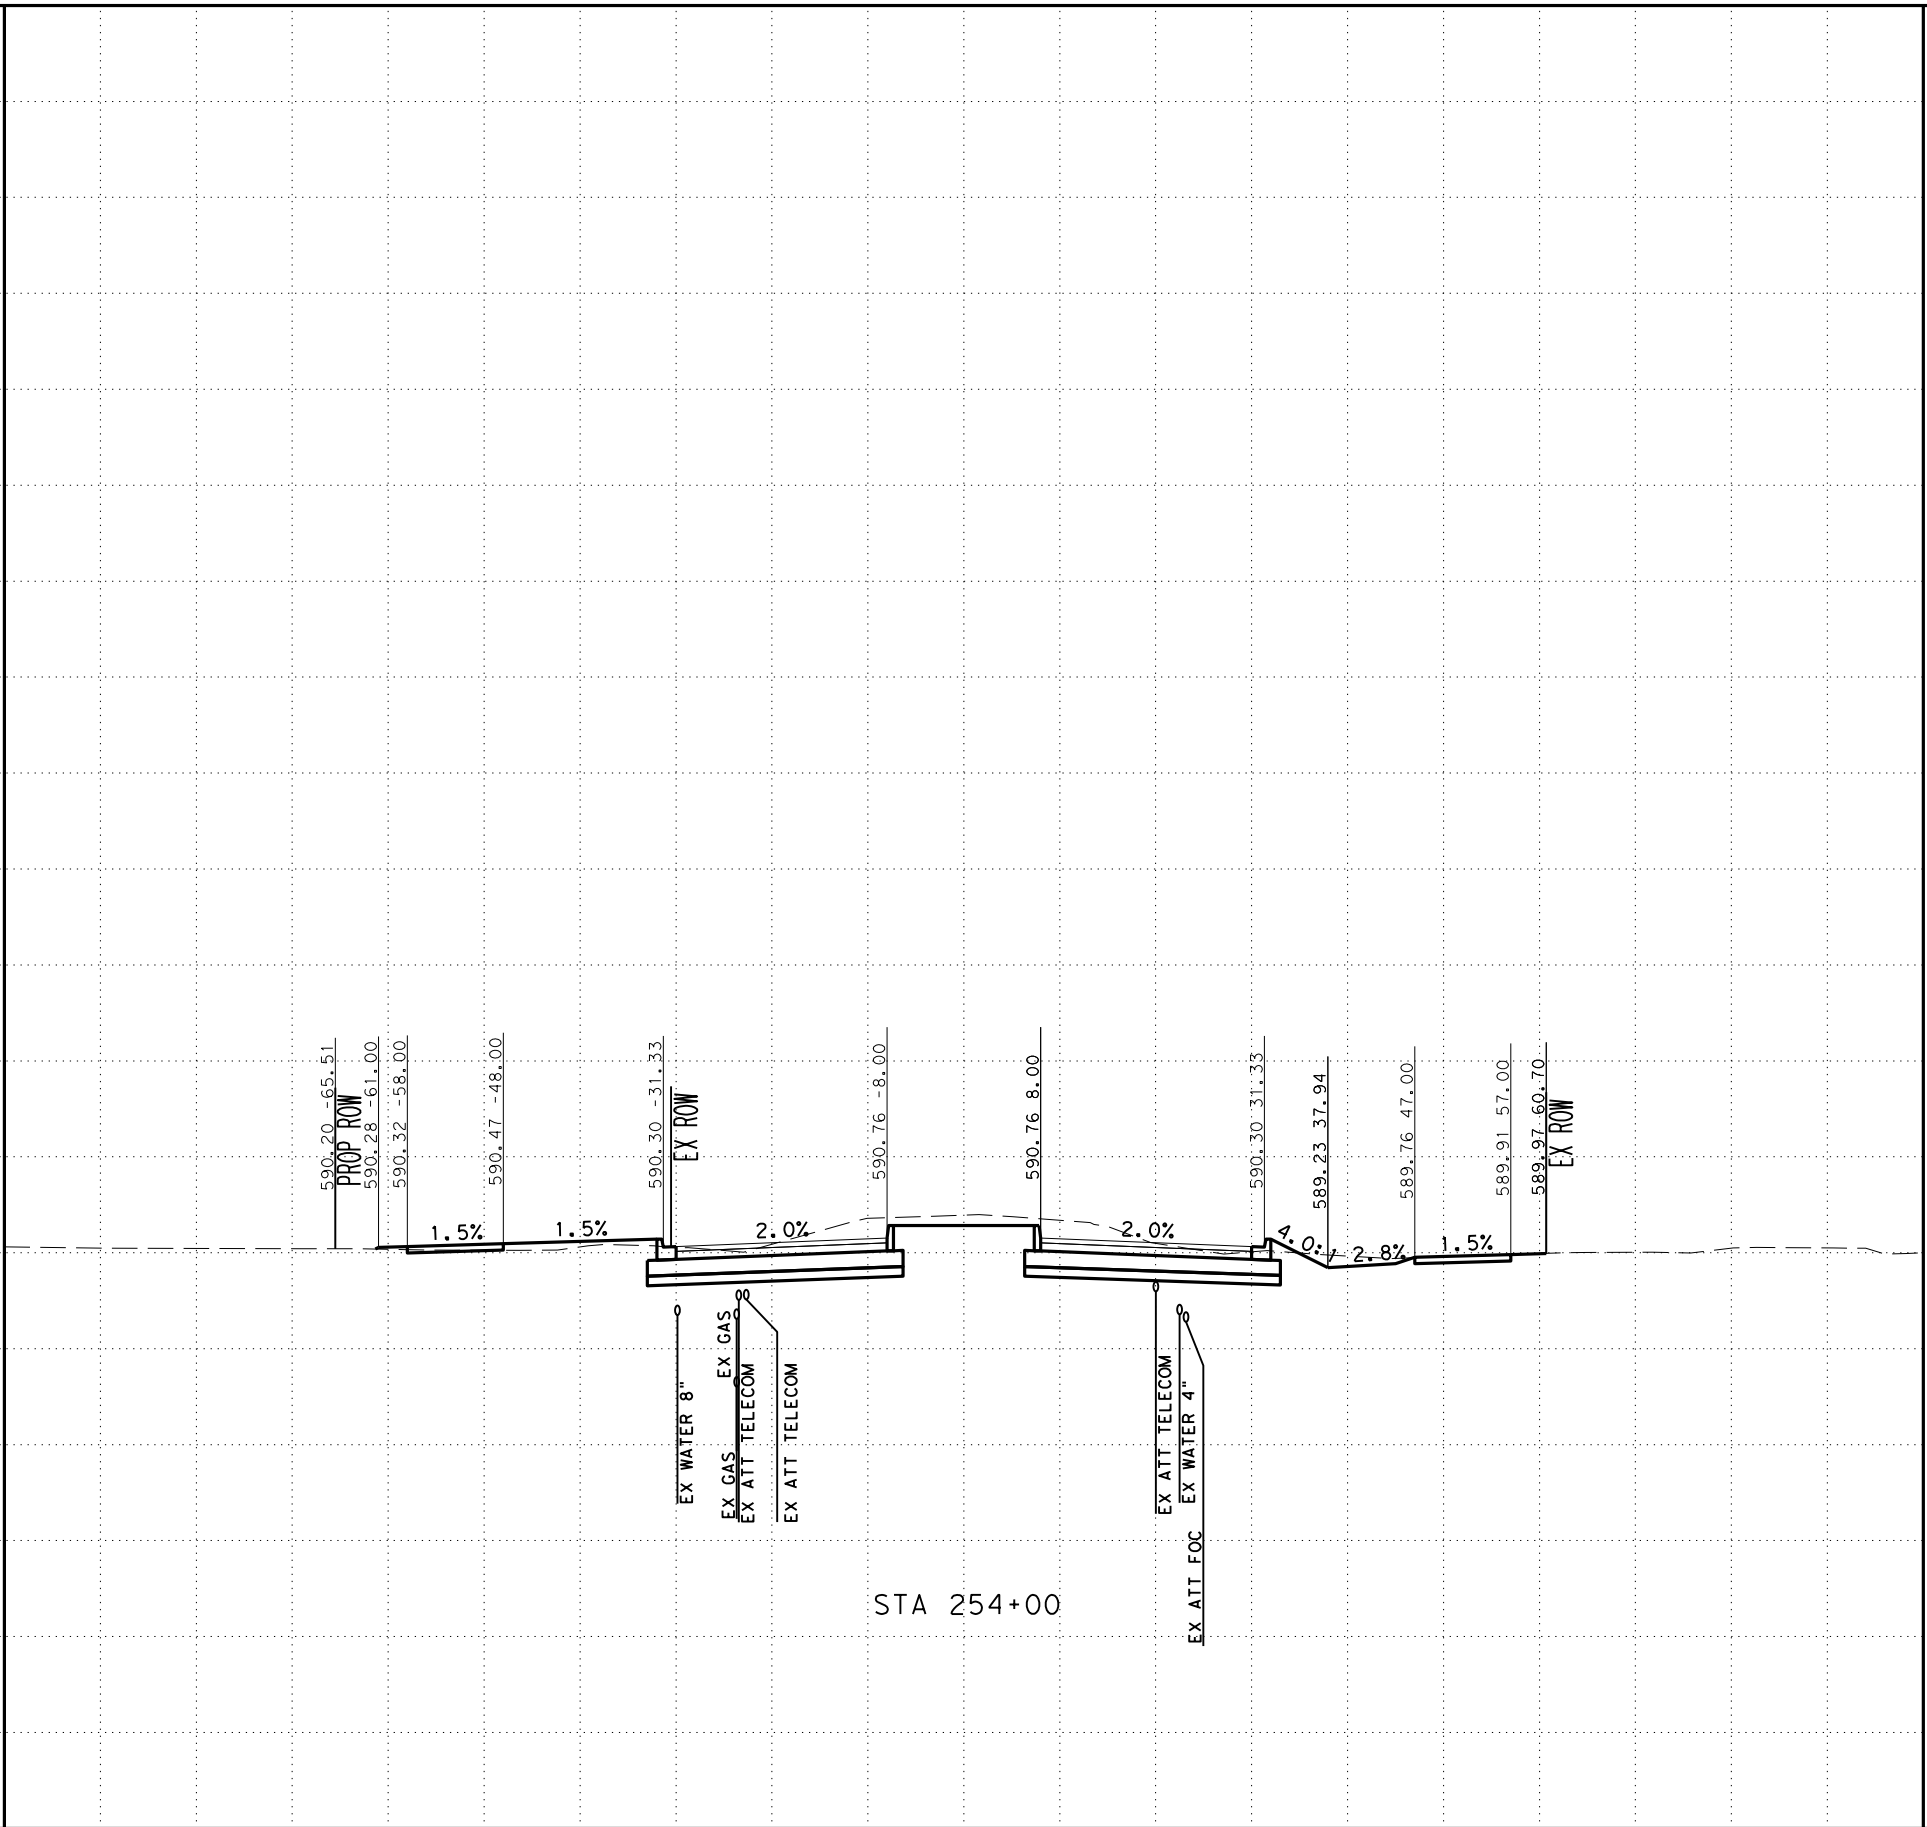 590.20 -65.51
PROP ROW
590.28 -61.00
590.32 -58.00
590.47 -48.00
590.30 -31.33
EX ROW
590.76 -8.00
590.76 8.00
590.30 31.33
589.23 37.94
589.76 47.00
589.91 57.00
589.97 60.70
EX ROW
1.5%
1.5%
2.0%
2.0%
4.0:1
2.8%
1.5%
EX WATER 8"
EX GAS
EX GAS
EX ATT TELECOM
EX ATT TELECOM
EX ATT TELECOM
EX WATER 4"
EX ATT FOC
STA 254+00